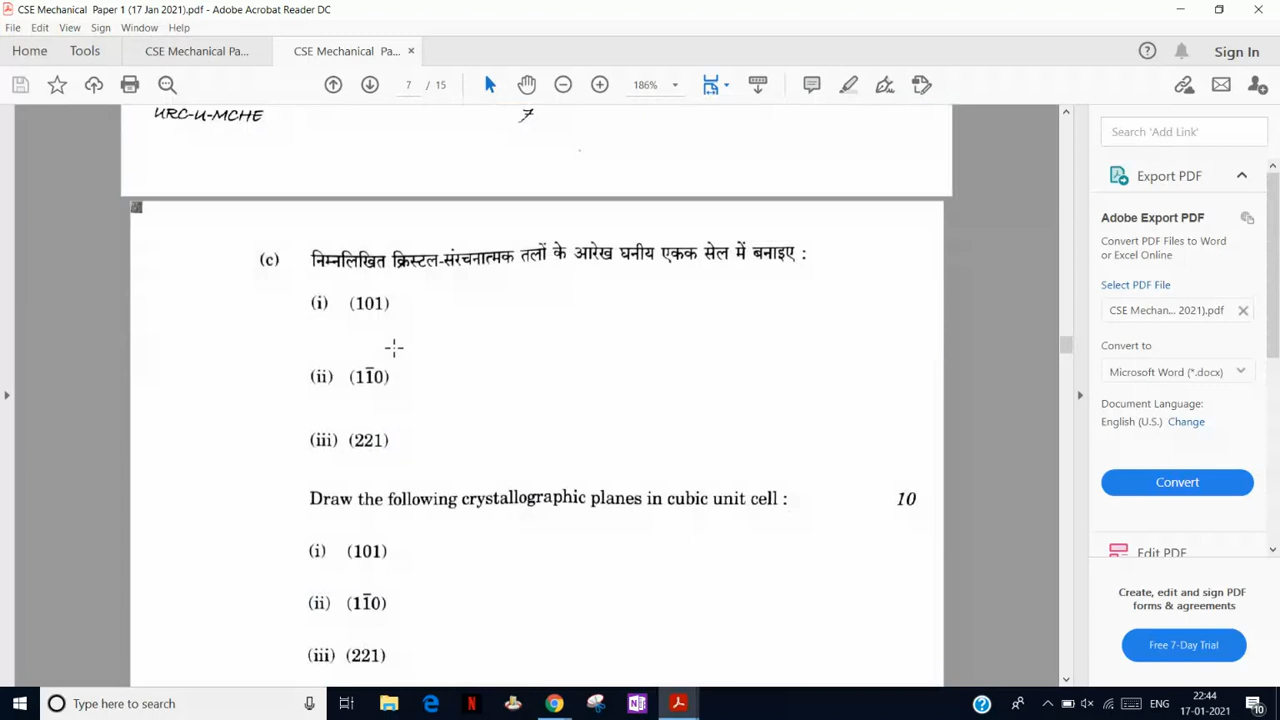 CSE Mechanical Paper 1 (17 Jan 2021).pdf - Adobe Acrobat Reader DC
File Edit View Sign Window Help
Home Tools CSE Mechanical Pa... CSE Mechanical Pa... × Sign In
7 / 15 186%
Search 'Add Link'
URC-U-MCHE 7
Export PDF
Adobe Export PDF
Convert PDF Files to Word
or Excel Online
Select PDF File
CSE Mechan... 2021).pdf
Convert to
Microsoft Word (*.docx)
Document Language:
English (U.S.) Change
Convert
Edit PDF
Create, edit and sign PDF
forms & agreements
Free 7-Day Trial
(c) निम्नलिखित क्रिस्टल-संरचनात्मक तलों के आरेख घनीय एकक सेल में बनाइए :
(i) (101)
(ii) (11̅0)
(iii) (221)
Draw the following crystallographic planes in cubic unit cell : 10
(i) (101)
(ii) (11̅0)
(iii) (221)
Type here to search
ENG
22:44
17-01-2021
10